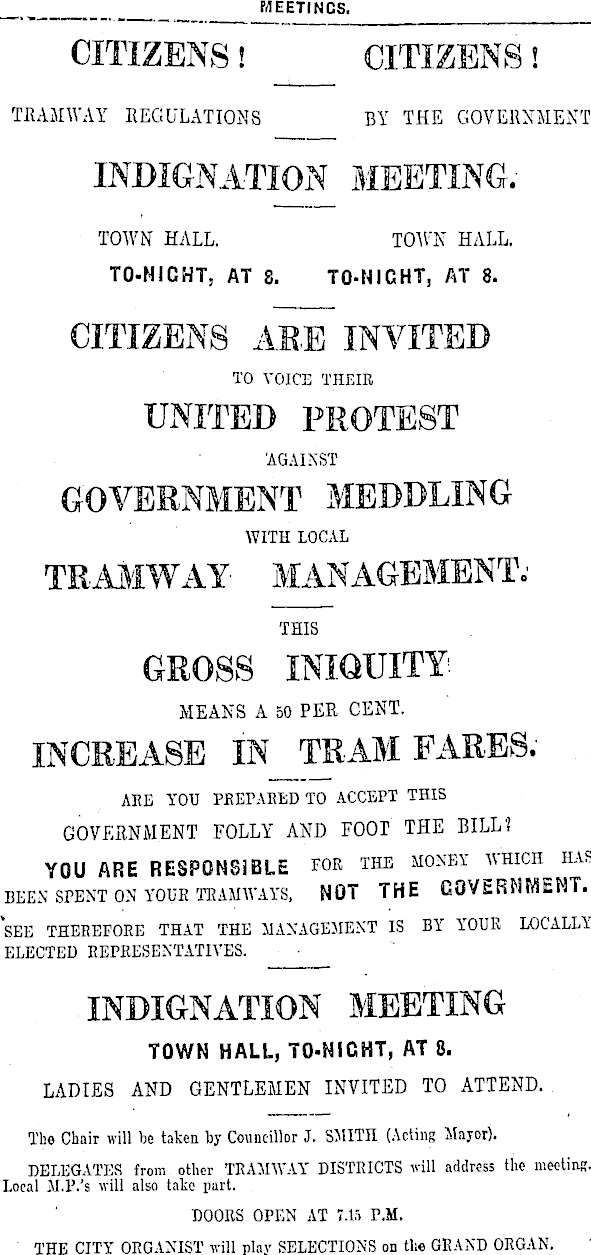 MEETINGS.
CITIZENS! CITIZENS!
TRAMWAY REGULATIONS BY THE GOVERNMENT
INDIGNATION MEETING.
TOWN HALL. TOWN HALL.
TO-NIGHT, AT 8. TO-NIGHT, AT 8.
CITIZENS ARE INVITED
TO VOICE THEIR
UNITED PROTEST
AGAINST
GOVERNMENT MEDDLING
WITH LOCAL
TRAMWAY MANAGEMENT.
THIS
GROSS INIQUITY
MEANS A 50 PER CENT.
INCREASE IN TRAM FARES.
ARE YOU PREPARED TO ACCEPT THIS
GOVERNMENT FOLLY AND FOOT THE BILL?
YOU ARE RESPONSIBLE FOR THE MONEY WHICH HAS
BEEN SPENT ON YOUR TRAMWAYS, NOT THE GOVERNMENT.
SEE THEREFORE THAT THE MANAGEMENT IS BY YOUR LOCALLY
ELECTED REPRESENTATIVES.
INDIGNATION MEETING
TOWN HALL, TO-NIGHT, AT 8.
LADIES AND GENTLEMEN INVITED TO ATTEND.
The Chair will be taken by Councillor J. SMITH (Acting Mayor).
DELEGATES from other TRAMWAY DISTRICTS will address the meeting.
Local M.P.'s will also take part.
DOORS OPEN AT 7.15 P.M.
THE CITY ORGANIST will play SELECTIONS on the GRAND ORGAN.